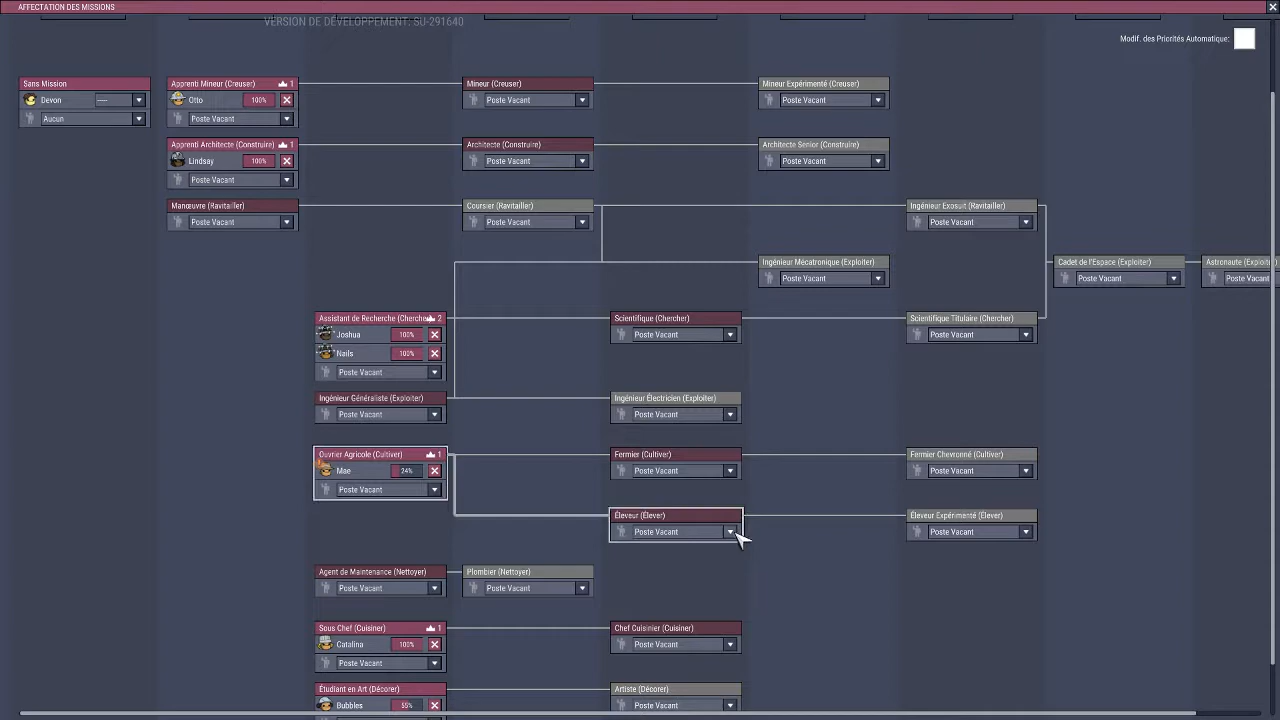 AFFECTATION DES MISSIONS
VERSION DE DÉVELOPPEMENT: SU-291640
Modif. des Priorités Automatique:
Sans Mission
Devon
Aucun
Apprenti Mineur (Creuser) 1
Otto 100%
Poste Vacant
Mineur (Creuser)
Poste Vacant
Mineur Expérimenté (Creuser)
Poste Vacant
Apprenti Architecte (Construire) 1
Lindsay 100%
Poste Vacant
Architecte (Construire)
Poste Vacant
Architecte Senior (Construire)
Poste Vacant
Manœuvre (Ravitailler)
Poste Vacant
Coursier (Ravitailler)
Poste Vacant
Ingénieur Exosuit (Ravitailler)
Poste Vacant
Ingénieur Mécatronique (Exploiter)
Poste Vacant
Cadet de l'Espace (Exploiter)
Poste Vacant
Astronaute (Exploite
Poste Vacant
Assistant de Recherche (Cherche 2
Joshua 100%
Nails 100%
Poste Vacant
Scientifique (Chercher)
Poste Vacant
Scientifique Titulaire (Chercher)
Poste Vacant
Ingénieur Généraliste (Exploiter)
Poste Vacant
Ingénieur Électricien (Exploiter)
Poste Vacant
Ouvrier Agricole (Cultiver) 1
Mae 24%
Poste Vacant
Fermier (Cultiver)
Poste Vacant
Fermier Chevronné (Cultiver)
Poste Vacant
Éleveur (Élever)
Poste Vacant
Éleveur Expérimenté (Élever)
Poste Vacant
Agent de Maintenance (Nettoyer)
Poste Vacant
Plombier (Nettoyer)
Poste Vacant
Sous Chef (Cuisiner) 1
Catalina 100%
Poste Vacant
Chef Cuisinier (Cuisiner)
Poste Vacant
Étudiant en Art (Décorer)
Bubbles 55%
Artiste (Décorer)
Poste Vacant